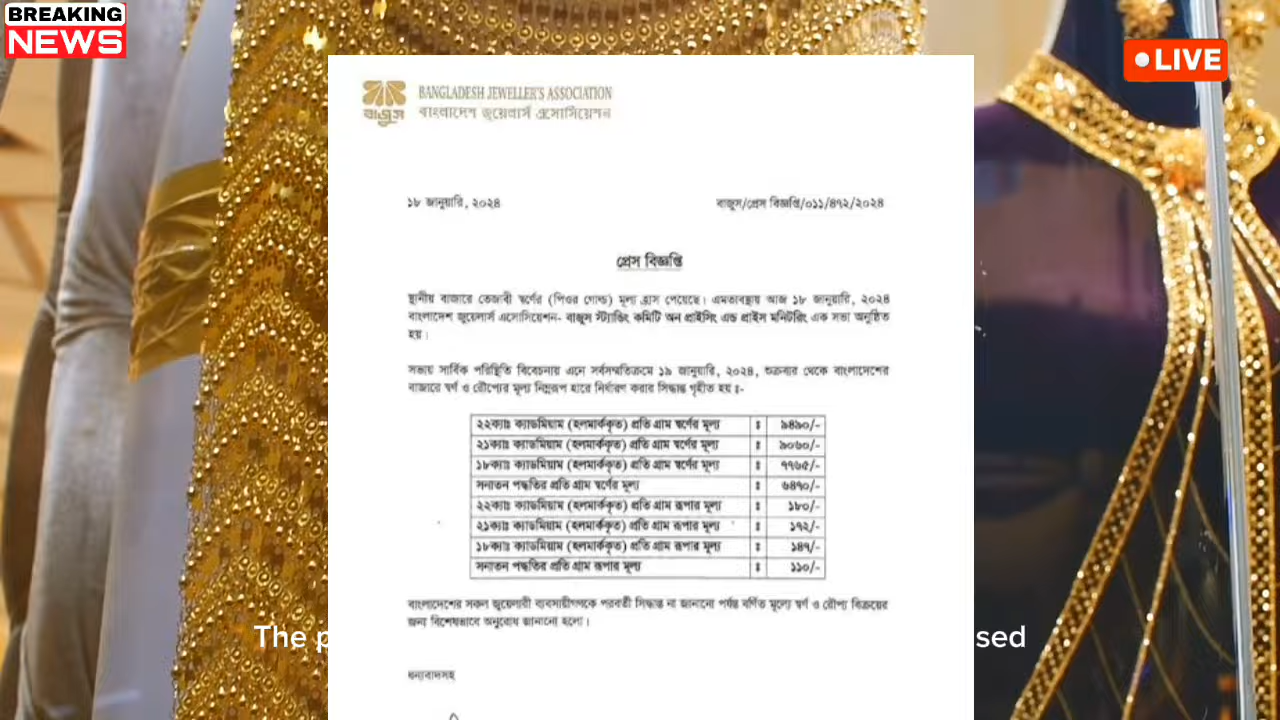 BREAKING
NEWS
LIVE
BANGLADESH JEWELLER'S ASSOCIATION
বাজুস
বাংলাদেশ জুয়েলার্স এসোসিয়েশন
১৮ জানুয়ারি, ২০২৪
বাজুস/প্রেস বিজ্ঞপ্তি/০১১/৪৭২/২০২৪
প্রেস বিজ্ঞপ্তি
স্থানীয় বাজারে তেজাবী স্বর্ণের (পিওর গোল্ড) মূল্য হ্রাস পেয়েছে। এমতাবস্থায় আজ ১৮ জানুয়ারি, ২০২৪
বাংলাদেশ জুয়েলার্স এসোসিয়েশন- বাজুস স্ট্যান্ডিং কমিটি অন প্রাইসিং এন্ড প্রাইস মনিটরিং এক সভা অনুষ্ঠিত
হয়।
সভায় সার্বিক পরিস্থিতি বিবেচনায় এনে সর্বসম্মতিক্রমে ১৯ জানুয়ারি, ২০২৪, শুক্রবার থেকে বাংলাদেশের
বাজারে স্বর্ণ ও রৌপ্যের মূল্য নিম্নরূপ হারে নির্ধারণ করার সিদ্ধান্ত গৃহীত হয় ঃ-
২২ক্যাঃ ক্যাডমিয়াম (হলমার্ককৃত) প্রতি গ্রাম স্বর্ণের মূল্য ঃ ৯৪৯০/-
২১ক্যাঃ ক্যাডমিয়াম (হলমার্ককৃত) প্রতি গ্রাম স্বর্ণের মূল্য ঃ ৯০৬০/-
১৮ক্যাঃ ক্যাডমিয়াম (হলমার্ককৃত) প্রতি গ্রাম স্বর্ণের মূল্য ঃ ৭৭৬৫/-
সনাতন পদ্ধতির প্রতি গ্রাম স্বর্ণের মূল্য ঃ ৬৪৭০/-
২২ক্যাঃ ক্যাডমিয়াম (হলমার্ককৃত) প্রতি গ্রাম রূপার মূল্য ঃ ১৮০/-
২১ক্যাঃ ক্যাডমিয়াম (হলমার্ককৃত) প্রতি গ্রাম রূপার মূল্য ঃ ১৭২/-
১৮ক্যাঃ ক্যাডমিয়াম (হলমার্ককৃত) প্রতি গ্রাম রূপার মূল্য ঃ ১৪৭/-
সনাতন পদ্ধতির প্রতি গ্রাম রূপার মূল্য ঃ ১১০/-
বাংলাদেশের সকল জুয়েলারী ব্যবসায়ীগণকে পরবর্তী সিদ্ধান্ত না জানানো পর্যন্ত বর্ণিত মূল্যে স্বর্ণ ও রৌপ্য বিক্রয়ের
জন্য বিশেষভাবে অনুরোধ জানানো হলো।
The
ধন্যবাদসহ